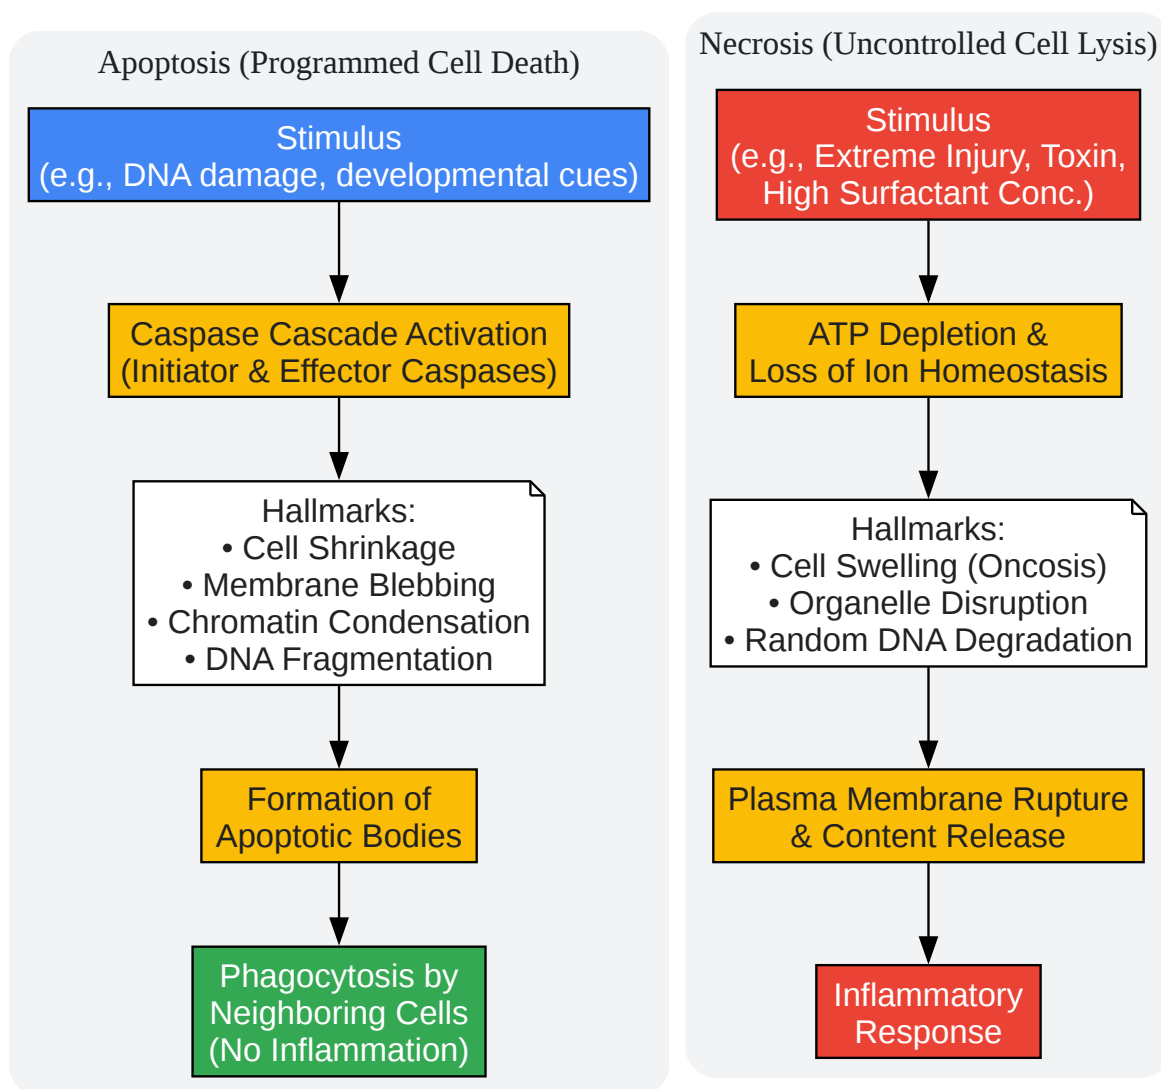 Apoptosis (Programmed Cell Death)
Stimulus
(e.g., DNA damage, developmental cues)
Caspase Cascade Activation
(Initiator & Effector Caspases)
Hallmarks:
• Cell Shrinkage
• Membrane Blebbing
• Chromatin Condensation
• DNA Fragmentation
Formation of
Apoptotic Bodies
Phagocytosis by
Neighboring Cells
(No Inflammation)
Necrosis (Uncontrolled Cell Lysis)
Stimulus
(e.g., Extreme Injury, Toxin,
High Surfactant Conc.)
ATP Depletion &
Loss of Ion Homeostasis
Hallmarks:
• Cell Swelling (Oncosis)
• Organelle Disruption
• Random DNA Degradation
Plasma Membrane Rupture
& Content Release
Inflammatory
Response